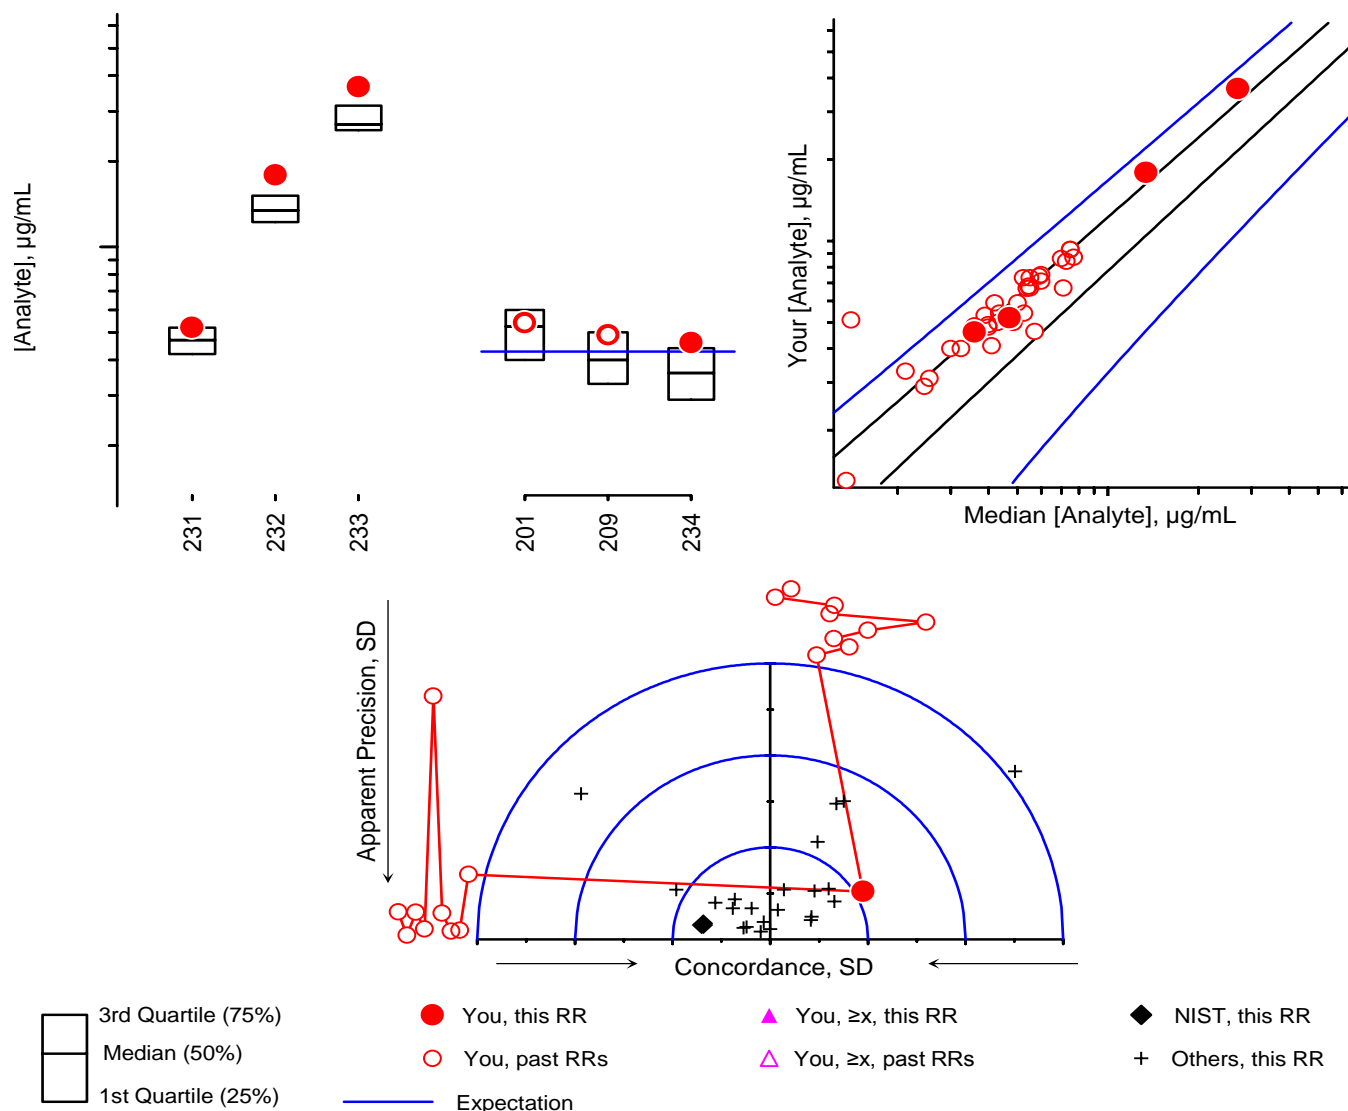 [Analyte], µg/mL
231
232
233
201
209
234
Your [Analyte], µg/mL
Median [Analyte], µg/mL
Apparent Precision, SD
Concordance, SD
3rd Quartile (75%)
Median (50%)
1st Quartile (25%)
You, this RR
You, past RRs
Expectation
You, ≥x, this RR
You, ≥x, past RRs
NIST, this RR
Others, this RR